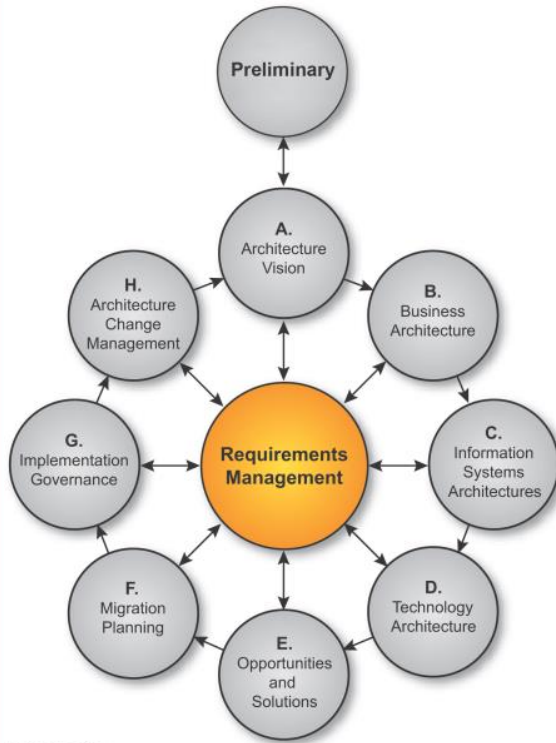 Preliminary
A.
Architecture
Vision
B.
Business
Architecture
C.
Information
Systems
Architectures
D.
Technology
Architecture
E.
Opportunities
and
Solutions
F.
Migration
Planning
G.
Implementation
Governance
H.
Architecture
Change
Management
Requirements
Management